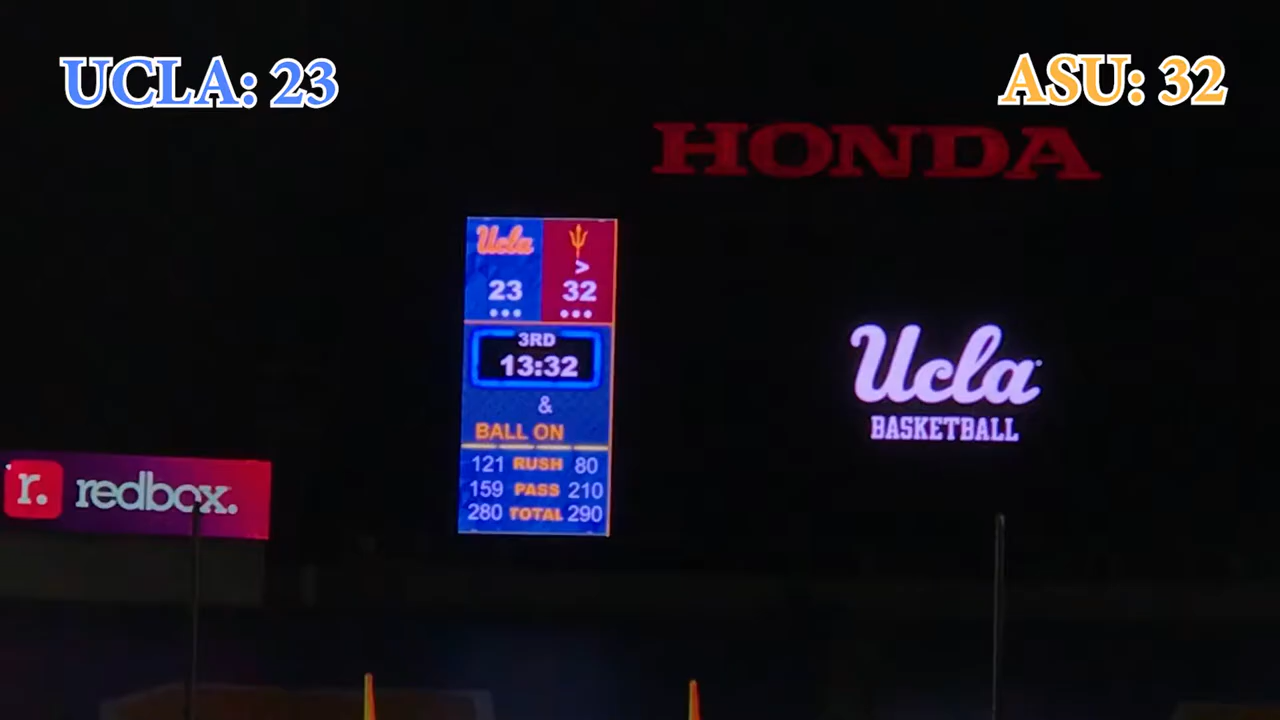 UCLA: 23
ASU: 32
HONDA
Ucla
>
23
32
3RD
13:32
&
BALL ON
121 RUSH 80
159 PASS 210
280 TOTAL 290
Ucla
BASKETBALL
r. redbox.